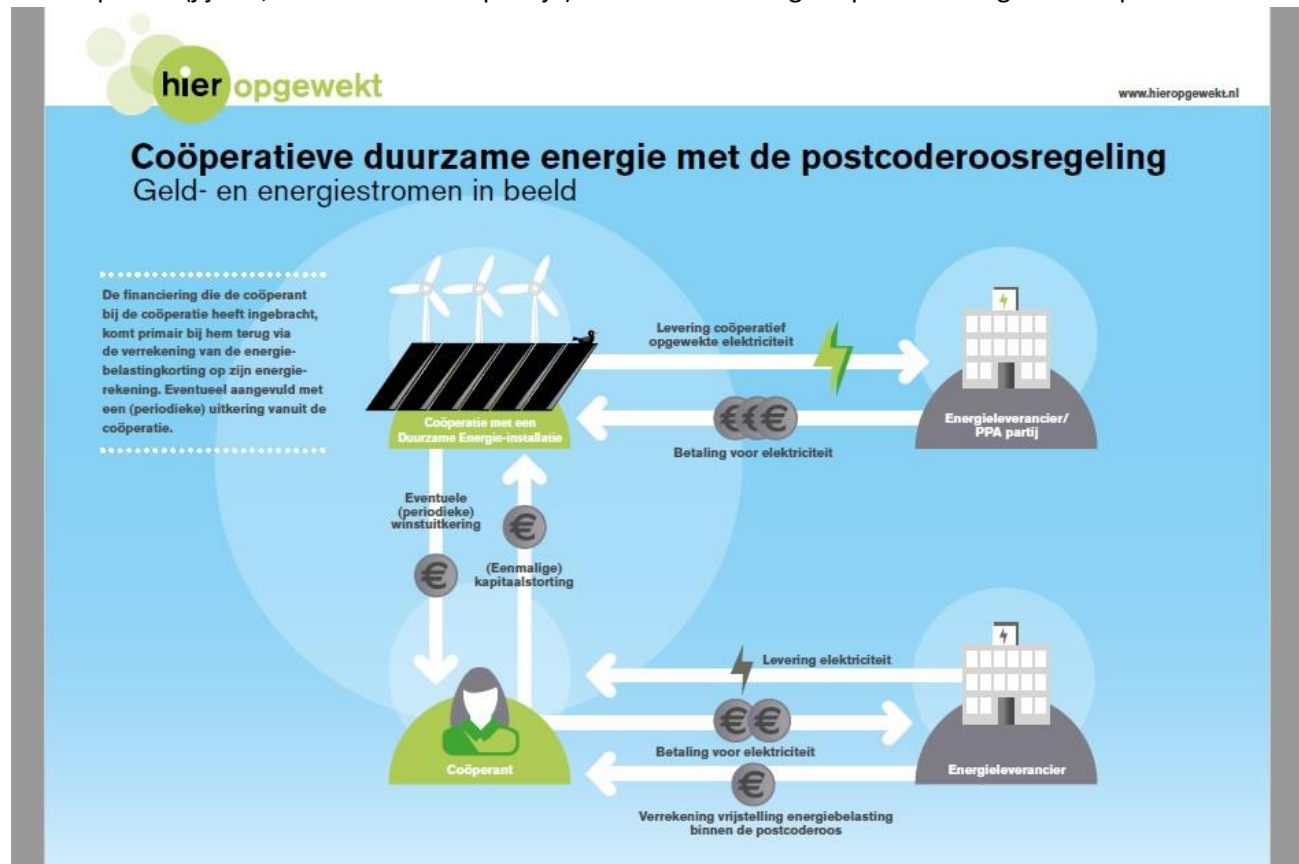 hier opgewekt
www.hieropgewekt.nl
Coöperatieve duurzame energie met de postcoderoosregeling
Geld- en energiestromen in beeld
De financiering die de coöperant
bij de coöperatie heeft ingebracht,
komt primair bij hem terug via
de verrekening van de energie-
belastingkorting op zijn energie-
rekening. Eventueel aangevuld met
een (periodieke) uitkering vanuit de
coöperatie.
Levering coöperatief
opgewekte elektriciteit
€€€
Betaling voor elektriciteit
Coöperatie met een
Duurzame Energie-installatie
Energieleverancier/
PPA partij
Eventuele
(periodieke)
winstuitkering
€
€
(Eenmalige)
kapitaalstorting
Levering elektriciteit
€€
Betaling voor elektriciteit
€
Verrekening vrijstelling energiebelasting
binnen de postcoderoos
Coöperant
Energieleverancier